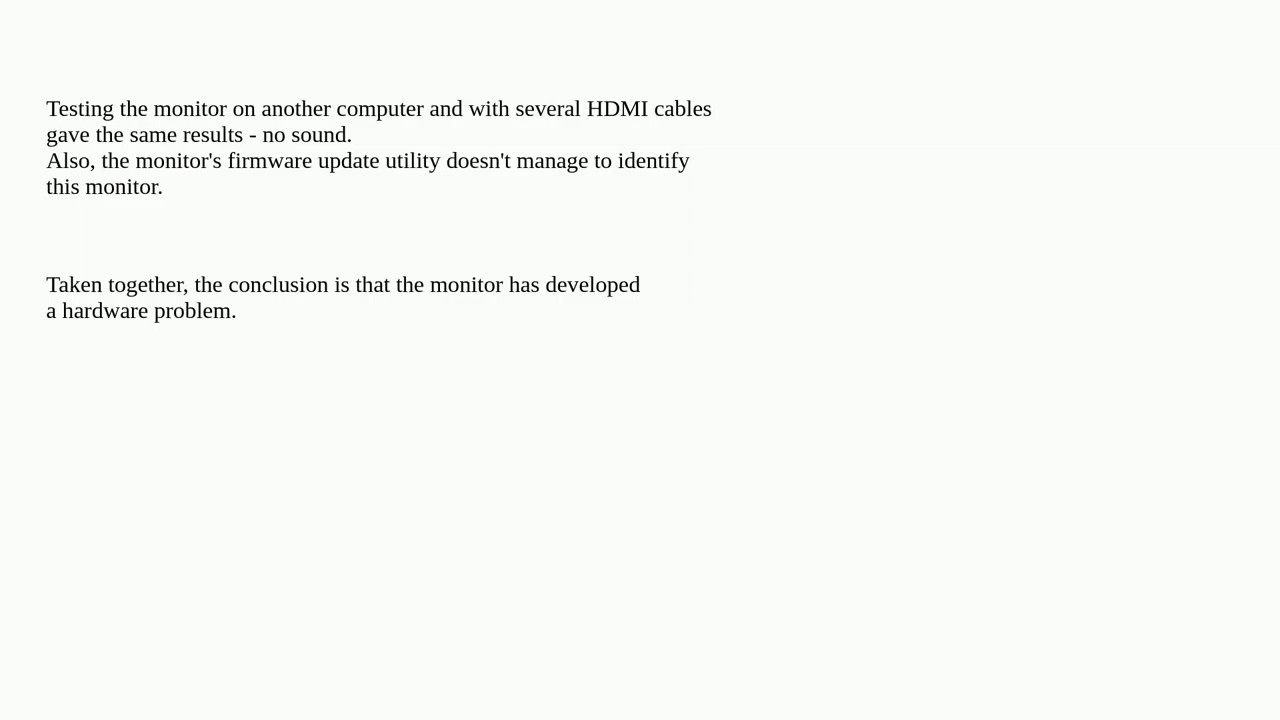 Testing the monitor on another computer and with several HDMI cables
gave the same results - no sound.
Also, the monitor's firmware update utility doesn't manage to identify
this monitor.
Taken together, the conclusion is that the monitor has developed
a hardware problem.